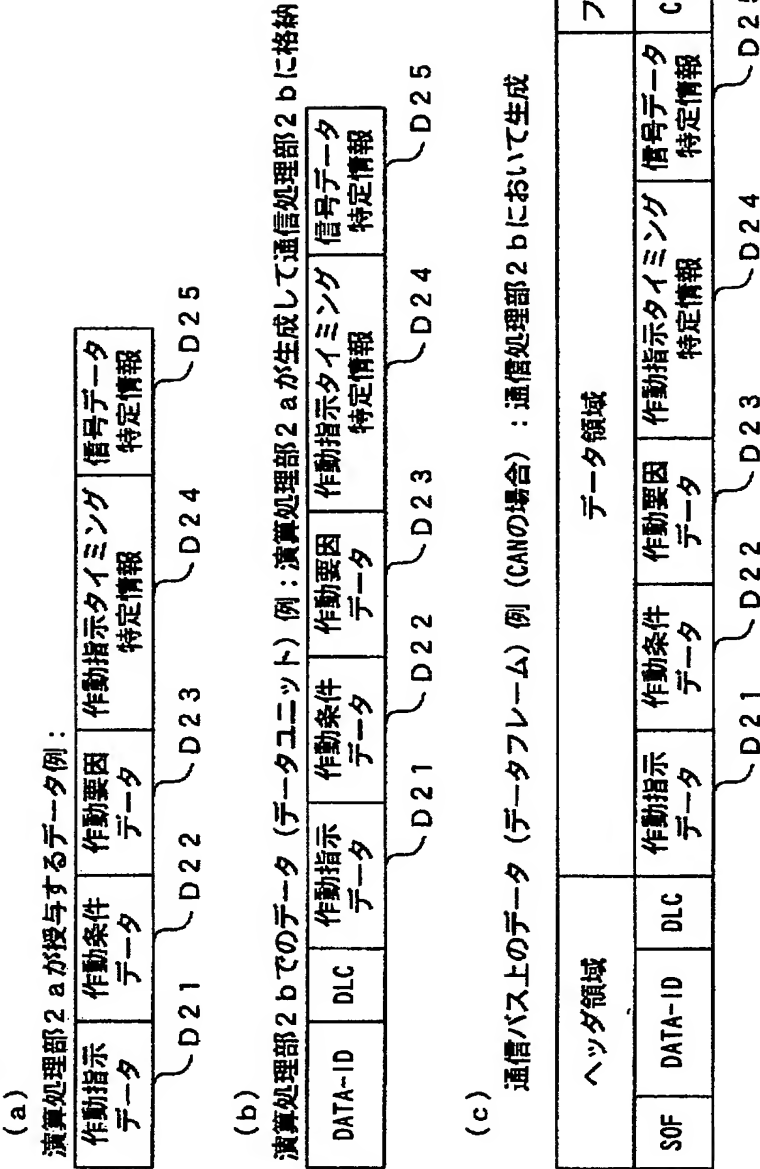 (a)
演算処理部2aが授与するデータ例：
作動指示
データ
作動条件
データ
作動要因
データ
作動指示タイミング
特定情報
信号データ
特定情報
D21
D22
D23
D24
D25
(b)
演算処理部2bでのデータ（データユニット）例：演算処理部2aが生成して通信処理部2bに格納
DATA-ID
DLC
作動指示
データ
作動条件
データ
作動要因
データ
作動指示タイミング
特定情報
信号データ
特定情報
D21
D22
D23
D24
D25
(c)
通信バス上のデータ（データフレーム）例（CANの場合）：通信処理部2bにおいて生成
ヘッダ領域
データ領域
フ
SOF
DATA-ID
DLC
作動指示
データ
作動条件
データ
作動要因
データ
作動指示タイミング
特定情報
信号データ
特定情報
C
D21
D22
D23
D24
D25